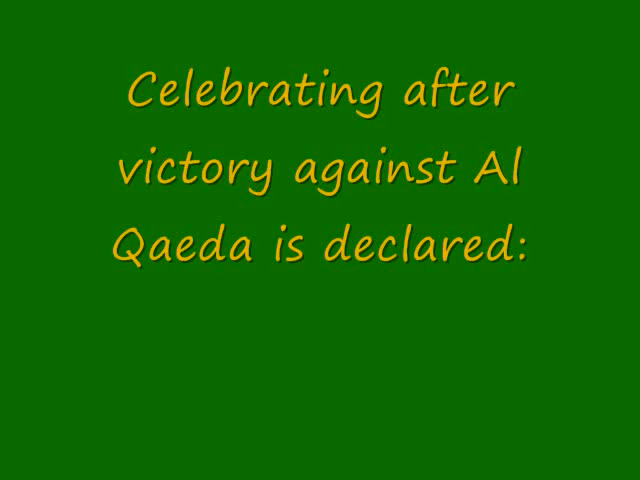 Celebrating after
victory against Al
Qaeda is declared: